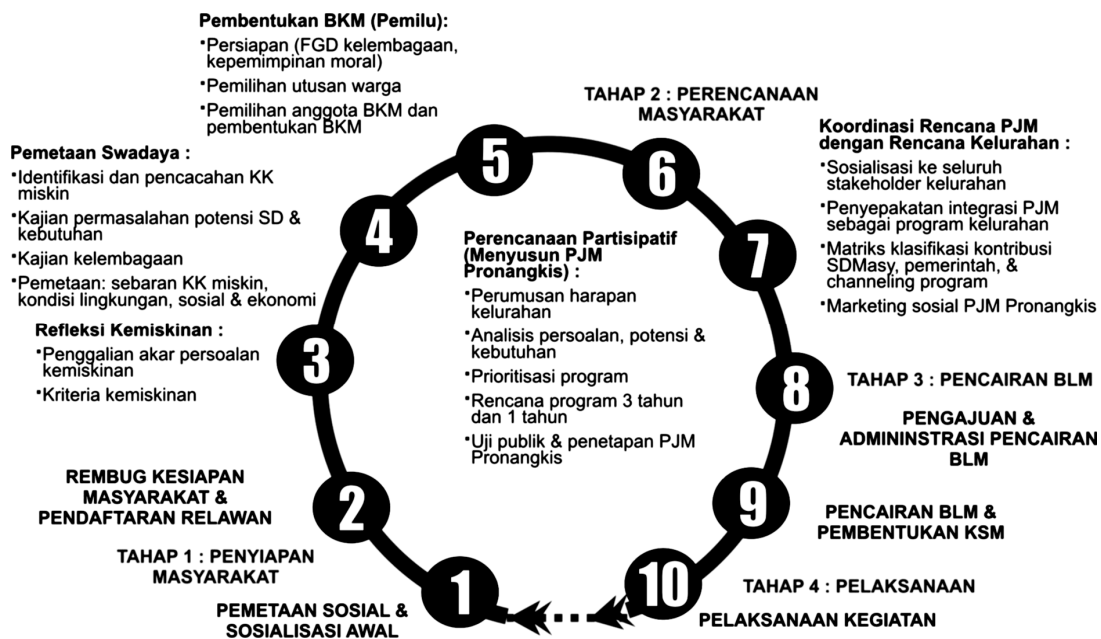 Pembentukan BKM (Pemilu):
·Persiapan (FGD kelembagaan,
kepemimpinan moral)
·Pemilihan utusan warga
·Pemilihan anggota BKM dan
pembentukan BKM
5
TAHAP 2 : PERENCANAAN
MASYARAKAT
6
Pemetaan Swadaya :
·Identifikasi dan pencacahan KK
miskin
·Kajian permasalahan potensi SD &
kebutuhan
·Kajian kelembagaan
·Pemetaan: sebaran KK miskin,
kondisi lingkungan, sosial & ekonomi
4
Koordinasi Rencana PJM
dengan Rencana Kelurahan :
·Sosialisasi ke seluruh
stakeholder kelurahan
·Penyepakatan integrasi PJM
sebagai program kelurahan
·Matriks klasifikasi kontribusi
SDMasy, pemerintah, &
channeling program
·Marketing sosial PJM Pronangkis
7
Perencanaan Partisipatif
(Menyusun PJM
Pronangkis) :
·Perumusan harapan
kelurahan
·Analisis persoalan, potensi &
kebutuhan
·Prioritisasi program
·Rencana program 3 tahun
dan 1 tahun
·Uji publik & penetapan PJM
Pronangkis
Refleksi Kemiskinan :
·Penggalian akar persoalan
kemiskinan
·Kriteria kemiskinan
3
8
TAHAP 3 : PENCAIRAN BLM
PENGAJUAN &
ADMININSTRASI PENCAIRAN
BLM
REMBUG KESIAPAN
MASYARAKAT &
PENDAFTARAN RELAWAN
2
9
PENCAIRAN BLM &
PEMBENTUKAN KSM
TAHAP 1 : PENYIAPAN
MASYARAKAT
1
PEMETAAN SOSIAL &
SOSIALISASI AWAL
10
TAHAP 4 : PELAKSANAAN
PELAKSANAAN KEGIATAN